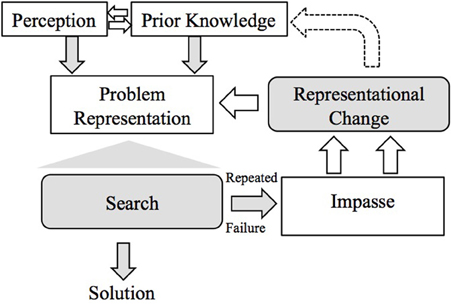 Perception
Prior Knowledge
Problem
Representation
Representational
Change
Search
Repeated
Failure
Impasse
Solution